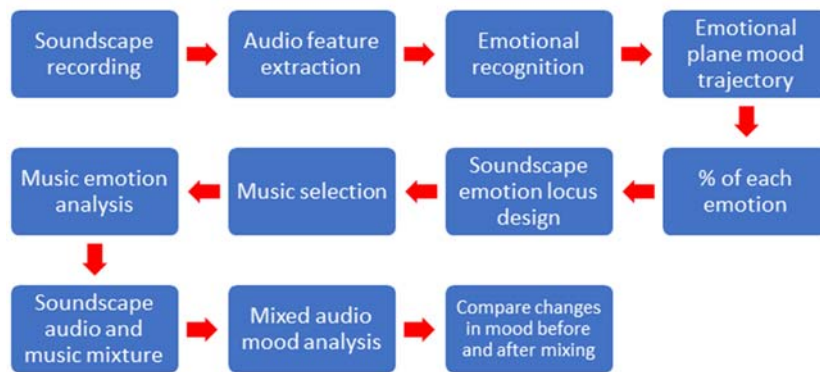 Soundscape
recording
Audio feature
extraction
Emotional
recognition
Emotional
plane mood
trajectory
Music emotion
analysis
Music selection
Soundscape
emotion locus
design
% of each
emotion
Soundscape
audio and
music mixture
Mixed audio
mood analysis
Compare changes
in mood before
and after mixing